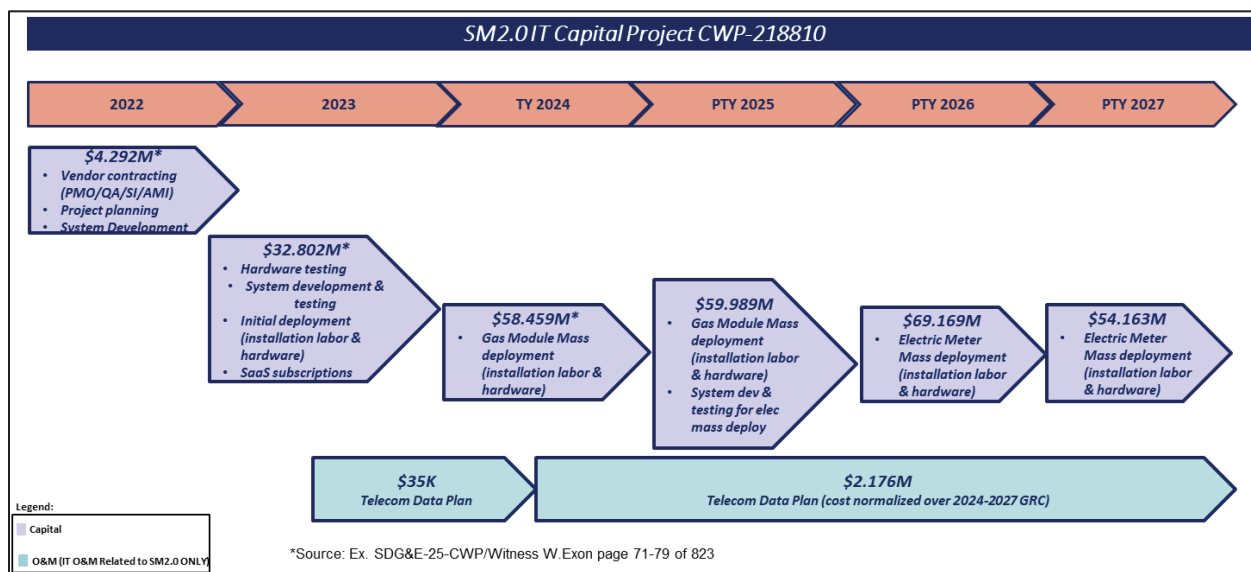 SM2.0 IT Capital Project CWP-218810
2022
2023
TY 2024
PTY 2025
PTY 2026
PTY 2027
$4.292M*
• Vendor contracting
(PMO/QA/SI/AMI)
• Project planning
• System Development
$32.802M*
• Hardware testing
• System development &
testing
• Initial deployment
(installation labor &
hardware)
• SaaS subscriptions
$58.459M*
• Gas Module Mass
deployment
(installation labor &
hardware)
$59.989M
• Gas Module Mass
deployment
(installation labor
& hardware)
• System dev &
testing for elec
mass deploy
$69.169M
• Electric Meter
Mass deployment
(installation labor
& hardware)
$54.163M
• Electric Meter
Mass deployment
(installation labor
& hardware)
$35K
Telecom Data Plan
$2.176M
Telecom Data Plan (cost normalized over 2024-2027 GRC)
Legend:
Capital
O&M (IT O&M Related to SM2.0 ONLY)
*Source: Ex. SDG&E-25-CWP/Witness W.Exon page 71-79 of 823